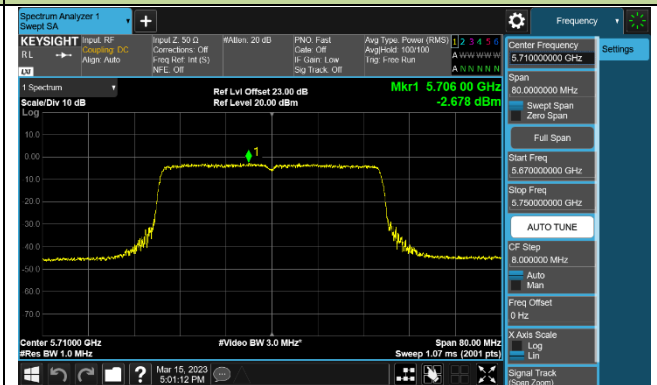 Spectrum Analyzer 1
Swept SA
+
Frequency
KEYSIGHT
RL
LXI
Input: RF
Coupling: DC
Align: Auto
Input Z: 50 Ω
Corrections: Off
Freq Ref: Int (S)
NFE: Off
#Atten: 20 dB
PNO: Fast
Gate: Off
IF Gain: Low
Sig Track: Off
Avg Type: Power (RMS)
Avg|Hold: 100/100
Trig: Free Run
1 2 3 4 5 6
A W W W W W
A N N N N N
Center Frequency
5.710000000 GHz
Settings
Span
80.0000000 MHz
Swept Span
Zero Span
Full Span
Start Freq
5.670000000 GHz
Stop Freq
5.750000000 GHz
AUTO TUNE
CF Step
8.000000 MHz
Auto
Man
Freq Offset
0 Hz
X Axis Scale
Log
Lin
Signal Track
(Span Zoom)
1 Spectrum
Scale/Div 10 dB
Log
Ref Lvl Offset 23.00 dB
Ref Level 20.00 dBm
Mkr1 5.706 00 GHz
-2.678 dBm
1
10.0
0.00
-10.0
-20.0
-30.0
-40.0
-50.0
-60.0
-70.0
Center 5.71000 GHz
#Res BW 1.0 MHz
#Video BW 3.0 MHz*
Span 80.00 MHz
Sweep 1.07 ms (2001 pts)
?
Mar 15, 2023
5:01:12 PM